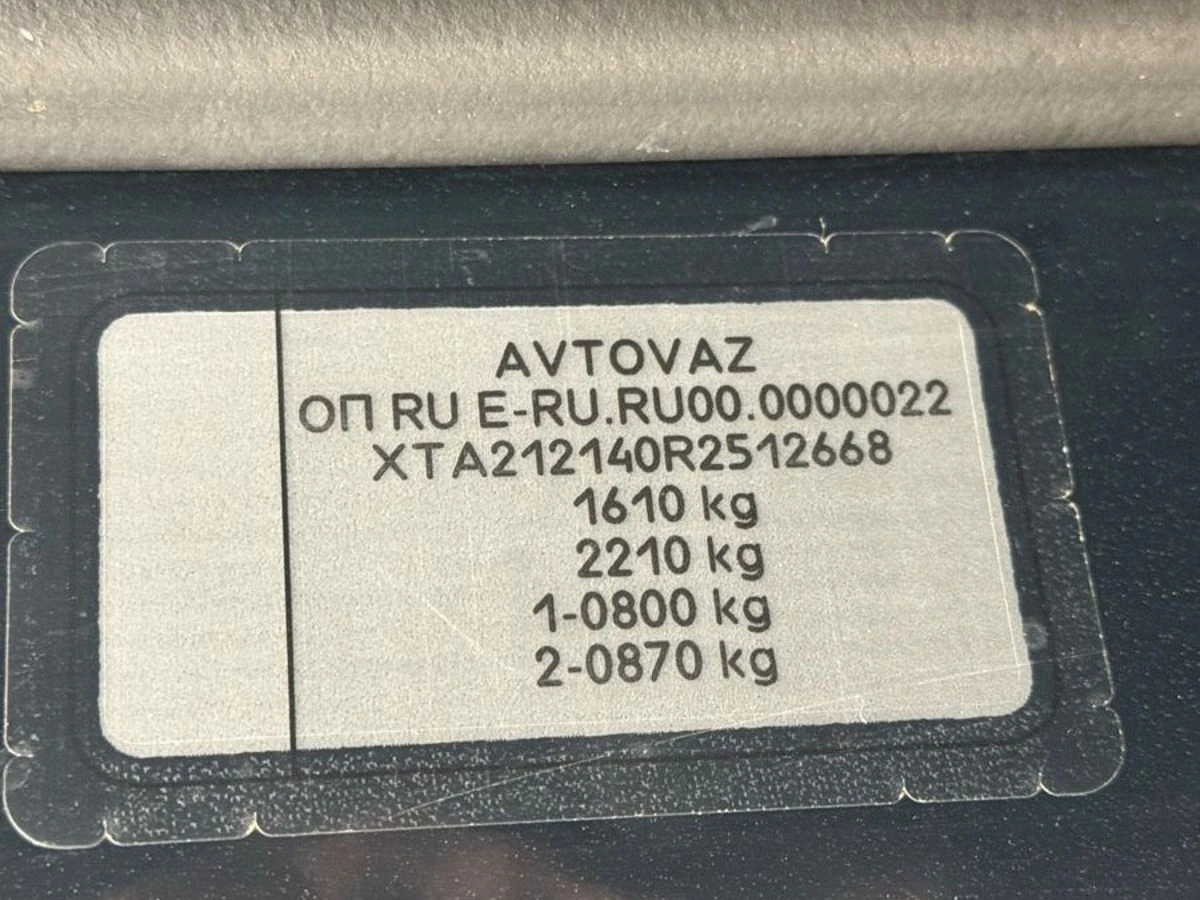 AVTOVAZ
ОП RU E-RU.RU00.0000022
XTA212140R2512668
1610 kg
2210 kg
1-0800 kg
2-0870 kg